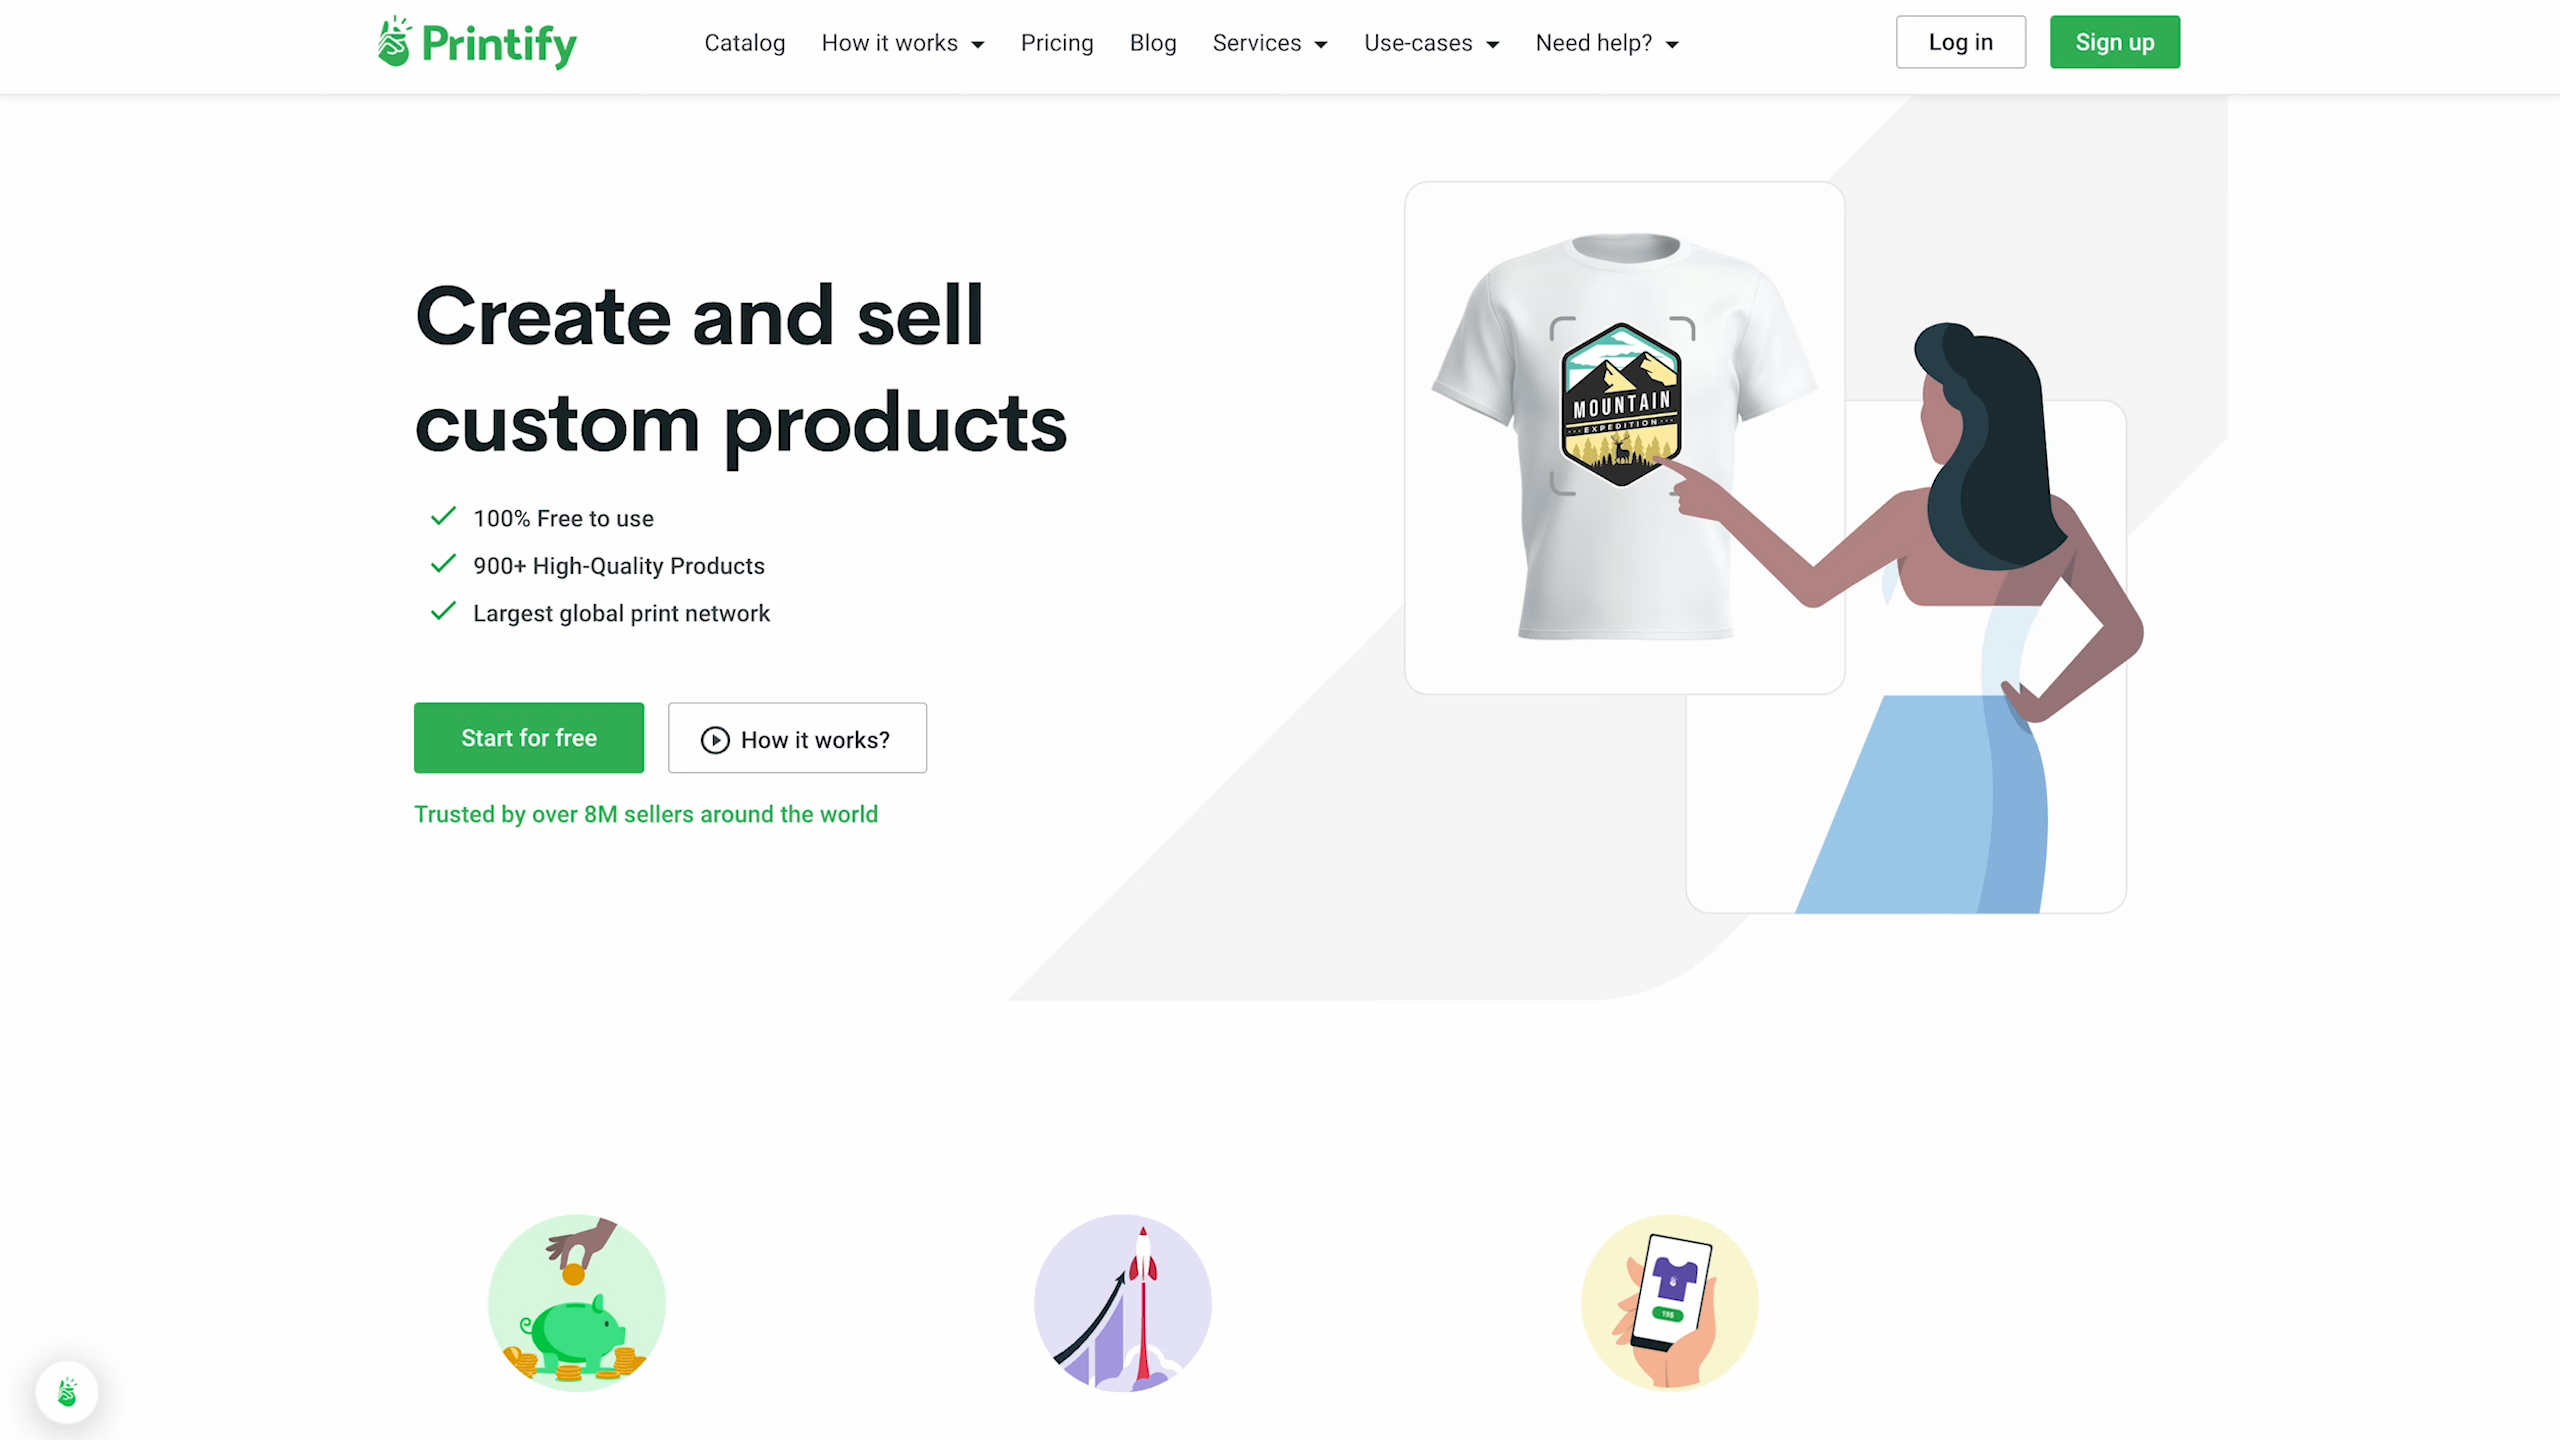 Printify
Catalog
How it works
Pricing
Blog
Services
Use-cases
Need help?
Log in
Sign up
Create and sell
custom products
100% Free to use
900+ High-Quality Products
Largest global print network
Start for free
How it works?
Trusted by over 8M sellers around the world
MOUNTAIN
EXPEDITION